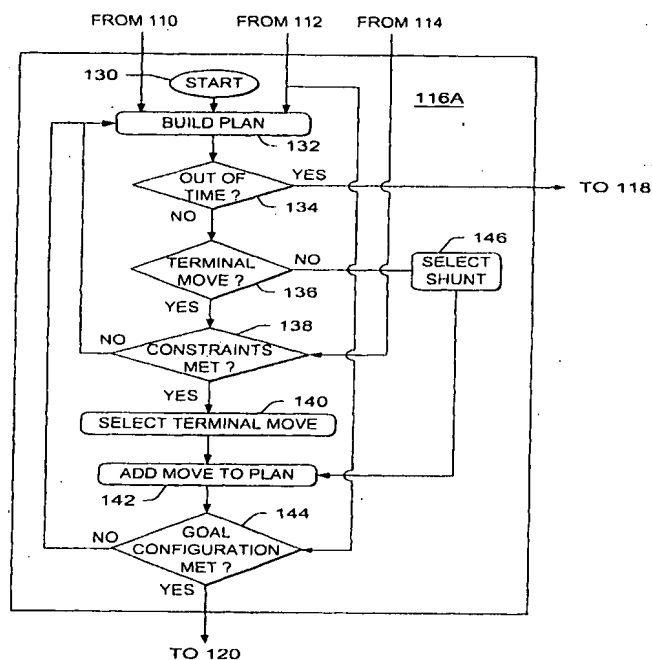 FROM 110
FROM 112
FROM 114
130
START
116A
BUILD PLAN
132
OUT OF
TIME ?
YES
134
TO 118
NO
TERMINAL
MOVE ?
NO
136
146
SELECT
SHUNT
YES
138
NO
CONSTRAINTS
MET ?
YES
140
SELECT TERMINAL MOVE
ADD MOVE TO PLAN
142
144
NO
GOAL
CONFIGURATION
MET ?
YES
TO 120